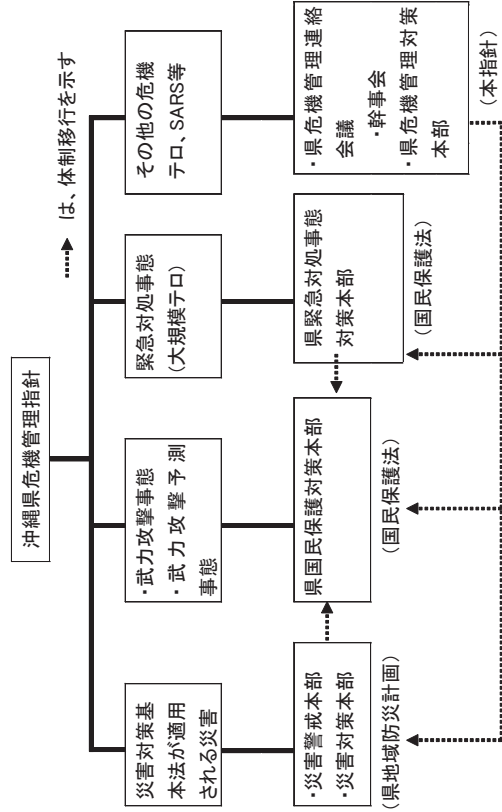 沖縄県危機管理指針
は、体制移行を示す
災害対策基
本法が適用
される災害
・武力攻撃事態
・武力攻撃予測
事態
緊急対処事態
(大規模テロ)
その他の危機
テロ、SARS等
・災害警戒本部
・災害対策本部
(県地域防災計画)
県国民保護対策本部
(国民保護法)
県緊急対処事態
対策本部
(国民保護法)
・県危機管理連絡
会議
・幹事会
・県危機管理対策
本部
(本指針)